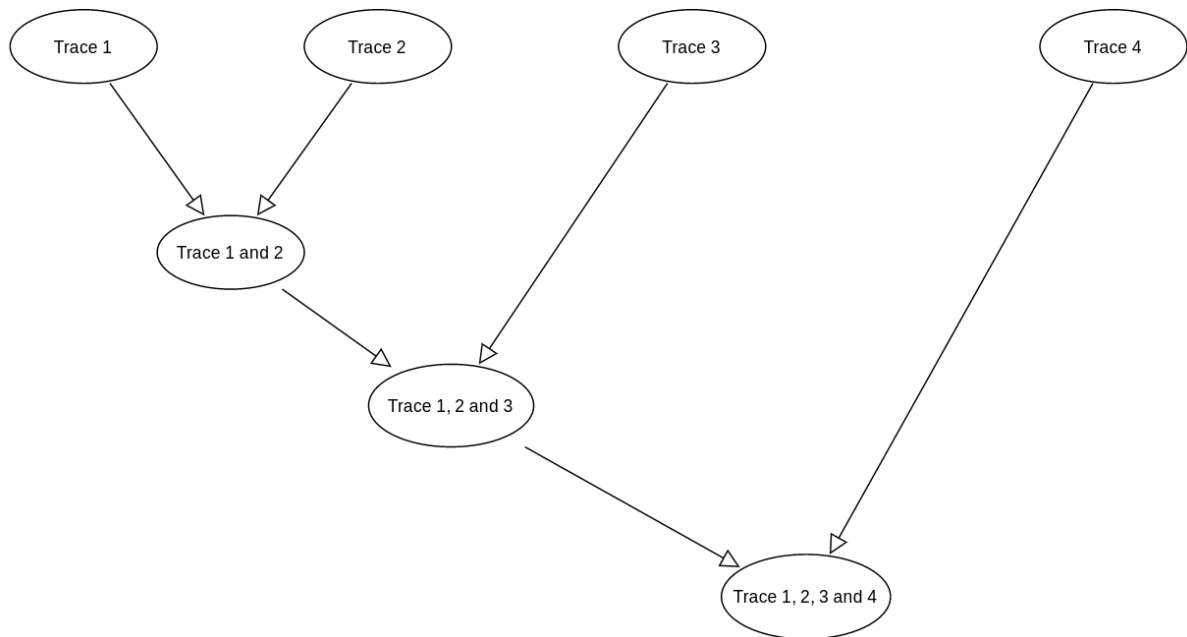 Trace 1
Trace 2
Trace 3
Trace 4
Trace 1 and 2
Trace 1, 2 and 3
Trace 1, 2, 3 and 4